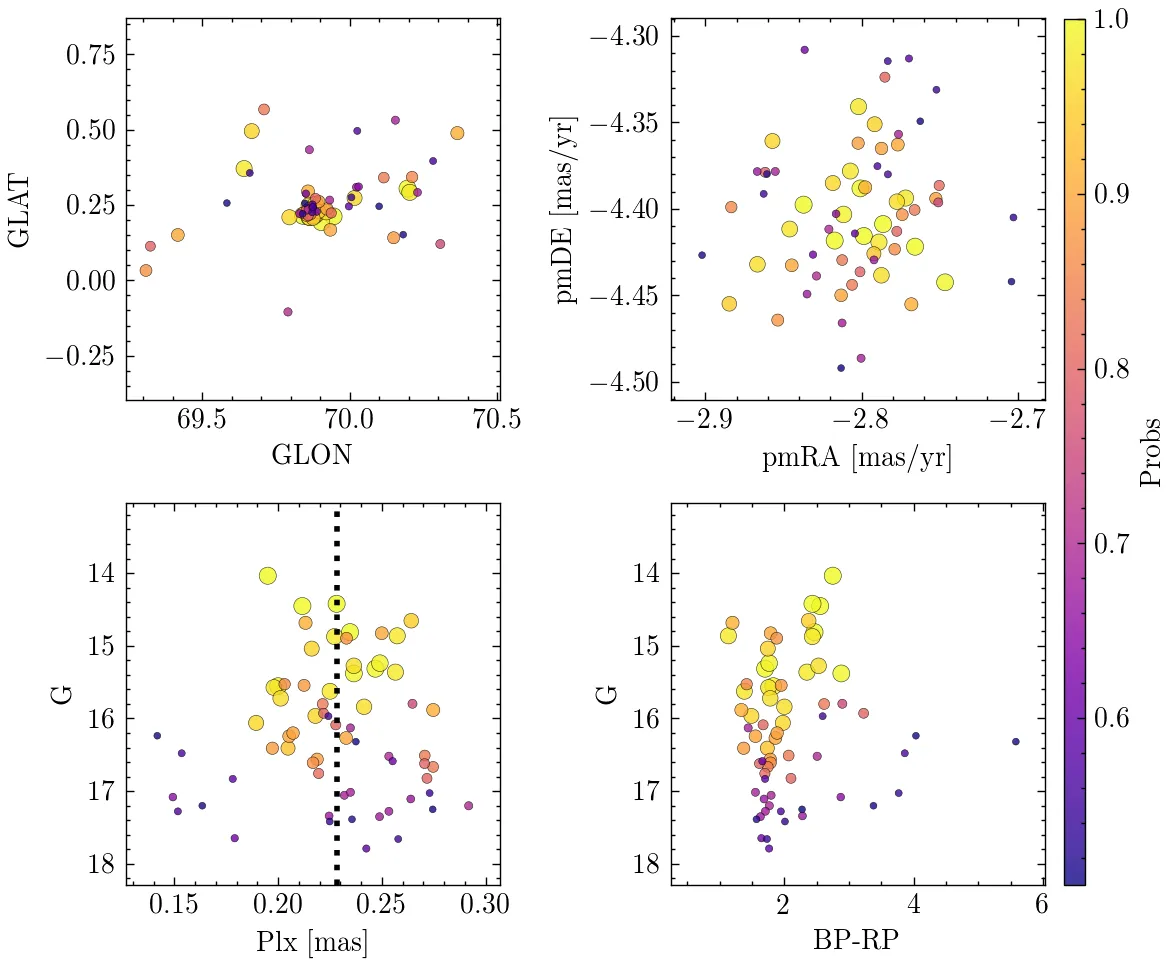 0.75
0.50
0.25
0.00
−0.25
GLAT
69.5 70.0 70.5
GLON
−4.30
−4.35
−4.40
−4.45
−4.50
pmDE [mas/yr]
−2.9 −2.8 −2.7
pmRA [mas/yr]
14
15
16
17
18
G
0.15 0.20 0.25 0.30
Plx [mas]
14
15
16
17
18
G
2 4 6
BP-RP
1.0
0.9
0.8
0.7
0.6
Probs